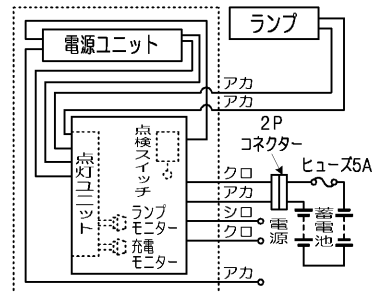 電源ユニット
ランプ
アカ
アカ
点灯ユニット
点検スイッチ
2P
コネクター
ヒューズ5A
クロ
アカ
シロ
クロ
電源
蓄電池
ランプ
モニター
充電
モニター
アカ